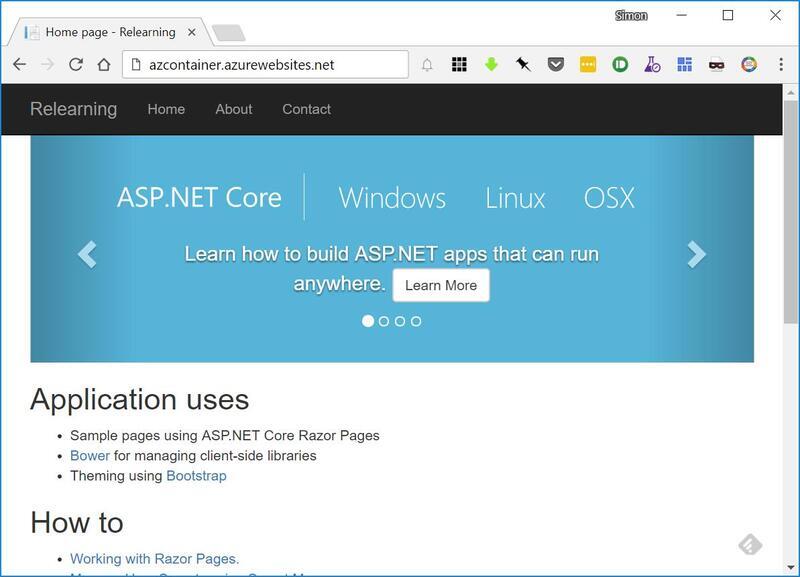 Simon
Home page - Relearning
azcontainer.azurewebsites.net
Relearning Home About Contact
ASP.NET Core Windows Linux OSX
Learn how to build ASP.NET apps that can run
anywhere. Learn More
Application uses
Sample pages using ASP.NET Core Razor Pages
Bower for managing client-side libraries
Theming using Bootstrap
How to
Working with Razor Pages.